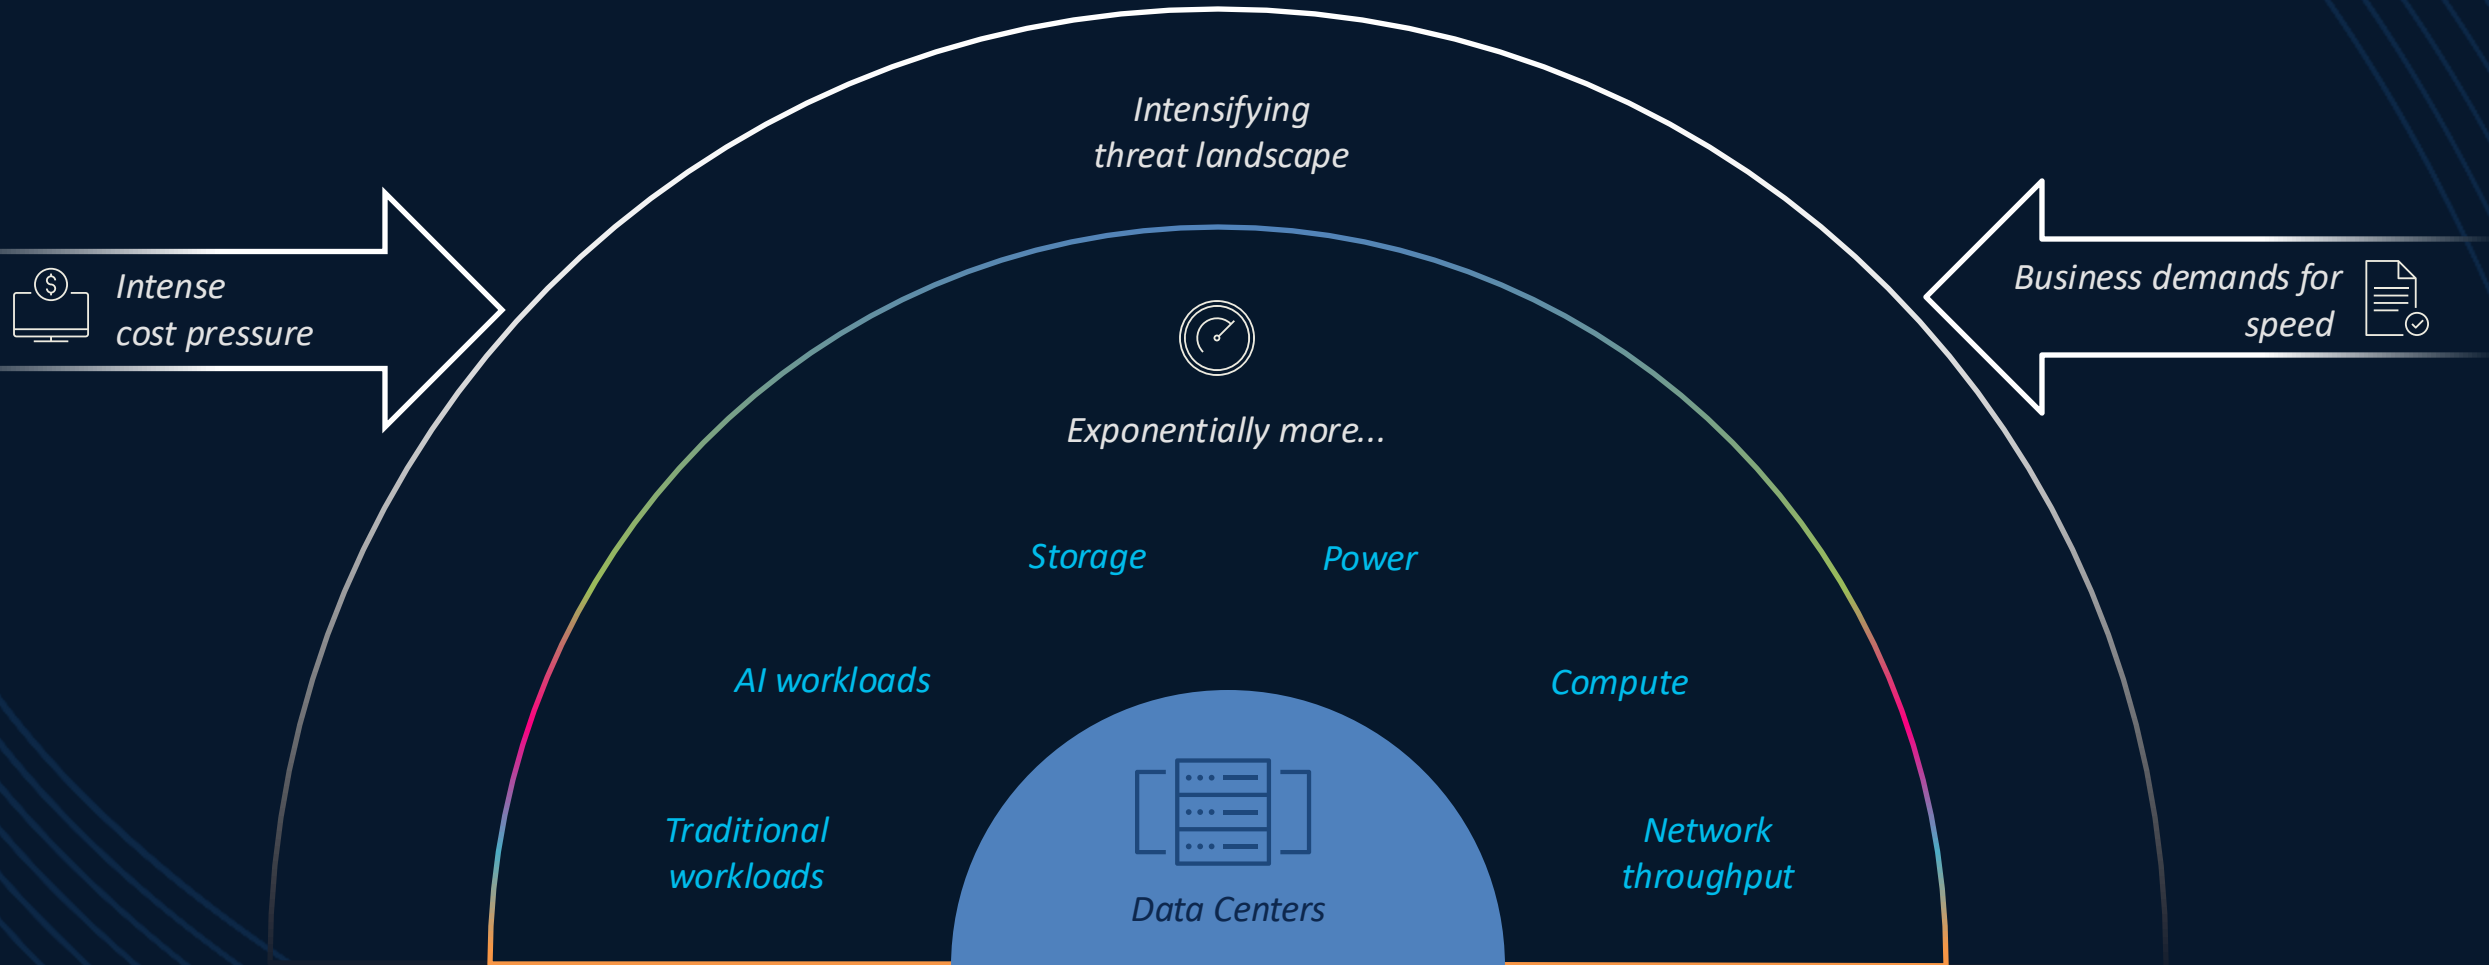 Intensifying
threat landscape
$
Intense
cost pressure
Business demands for
speed
Exponentially more...
Storage
Power
AI workloads
Compute
Traditional
workloads
Network
throughput
Data Centers